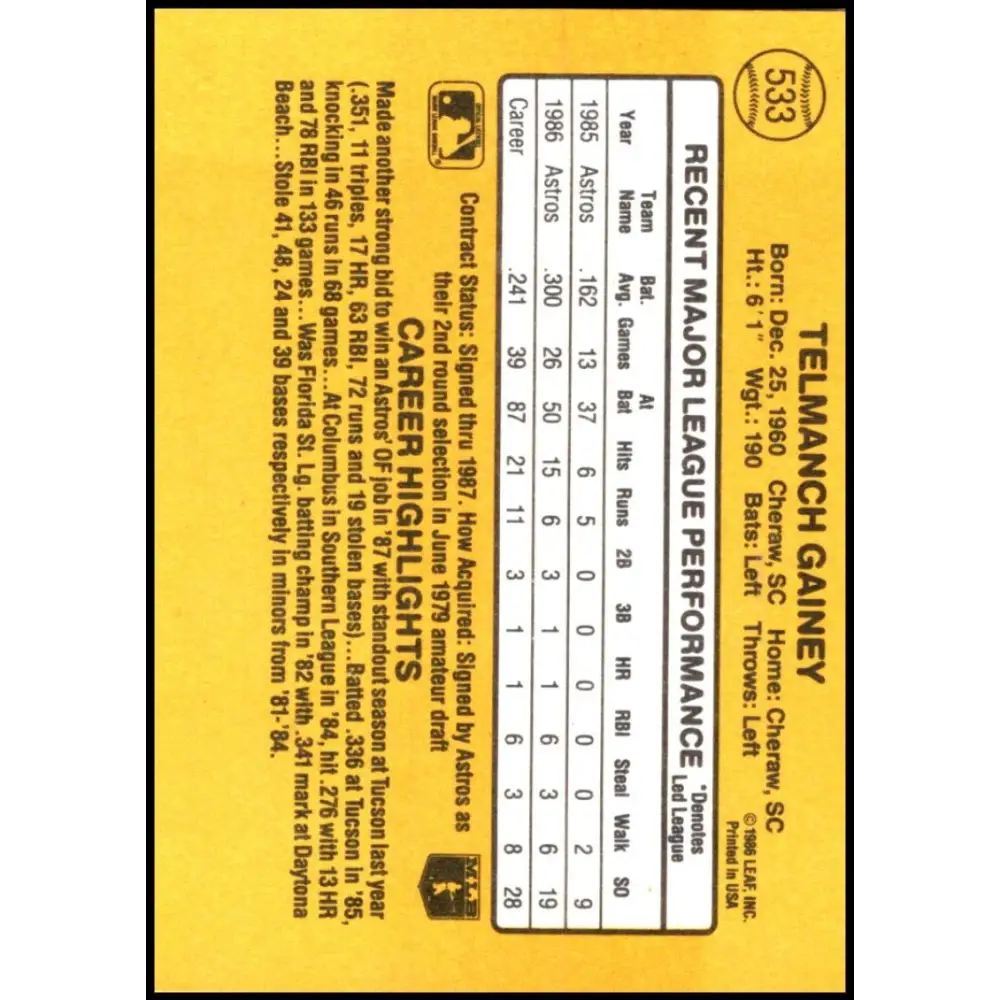 533
TELMANCH GAINEY
Born: Dec. 25, 1960 Cheraw, SC Home: Cheraw, SC
Ht.: 6'1" Wgt.: 190 Bats: Left Throws: Left
©1986 LEAF, INC.
Printed in USA
RECENT MAJOR LEAGUE PERFORMANCE *Denotes Led League
Year Team Name Bat. Avg. Games At Bat Hits Runs 2B 3B HR RBI Steal Walk SO
1985 Astros .162 13 37 6 5 0 0 0 0 0 2 9
1986 Astros .300 26 50 15 6 3 1 1 6 3 6 19
Career .241 39 87 21 11 3 1 1 6 3 8 28
Contract Status: Signed thru 1987. How Acquired: Signed by Astros as
their 2nd round selection in June 1979 amateur draft
MLB
CAREER HIGHLIGHTS
Made another strong bid to win an Astros' OF job in '87 with standout season at Tucson last year
(.351, 11 triples, 17 HR, 63 RBI, 72 runs and 19 stolen bases)...Batted .336 at Tucson in '85,
knocking in 46 runs in 68 games...At Columbus in Southern League in '84, hit .276 with 13 HR
and 78 RBI in 133 games...Was Florida St. Lg. batting champ in '82 with .341 mark at Daytona
Beach...Stole 41, 48, 24 and 39 bases respectively in minors from '81-'84.